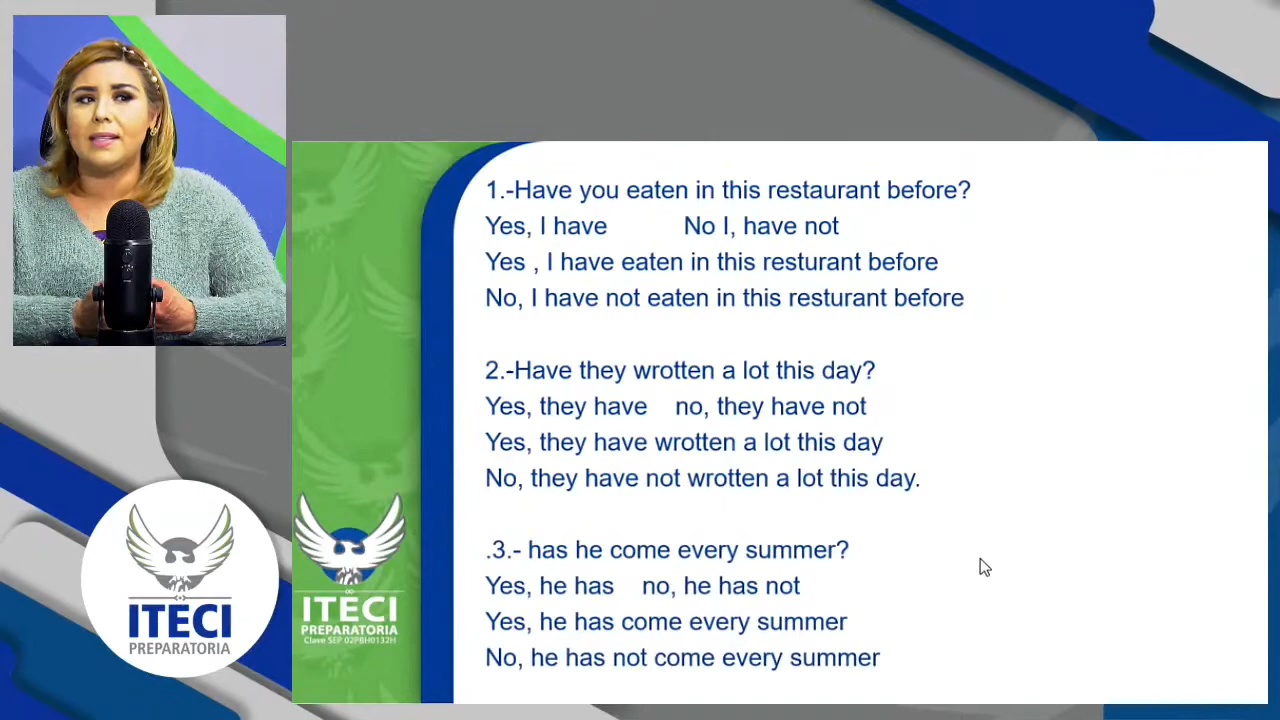 1.-Have you eaten in this restaurant before?
Yes, I have No I, have not
Yes , I have eaten in this resturant before
No, I have not eaten in this resturant before
2.-Have they wrotten a lot this day?
Yes, they have no, they have not
Yes, they have wrotten a lot this day
No, they have not wrotten a lot this day.
.3.- has he come every summer?
Yes, he has no, he has not
Yes, he has come every summer
No, he has not come every summer
ITECI
PREPARATORIA
Clave SEP 02PBH0132H
ITECI
PREPARATORIA